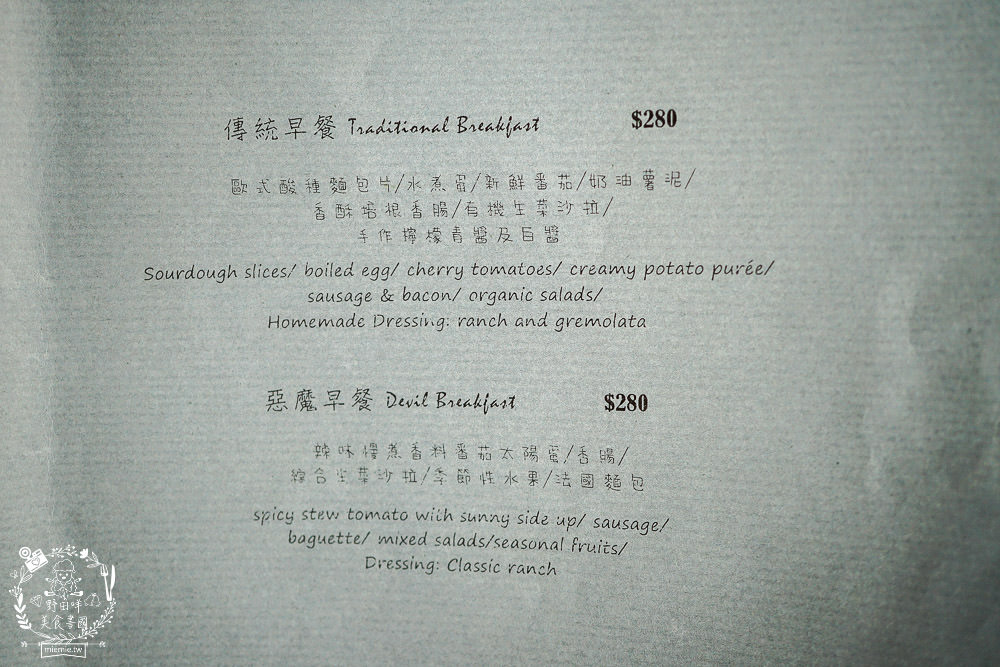 傳統早餐 Traditional Breakfast $280
歐式酸種麵包片/水煮蛋/新鮮番茄/奶油薯泥/
香酥培根香腸/有機生菜沙拉/
手作檸檬青醬及白醬
Sourdough slices/ boiled egg/ cherry tomatoes/ creamy potato purée/
sausage & bacon/ organic salads/
Homemade Dressing: ranch and gremolata
惡魔早餐 Devil Breakfast $280
辣味慢煮香料番茄太陽蛋/香腸/
綜合生菜沙拉/季節性水果/法國麵包
spicy stew tomato with sunny side up/ sausage/
baguette/ mixed salads/seasonal fruits/
Dressing: Classic ranch
野田咩
美食書國
miemie.tw